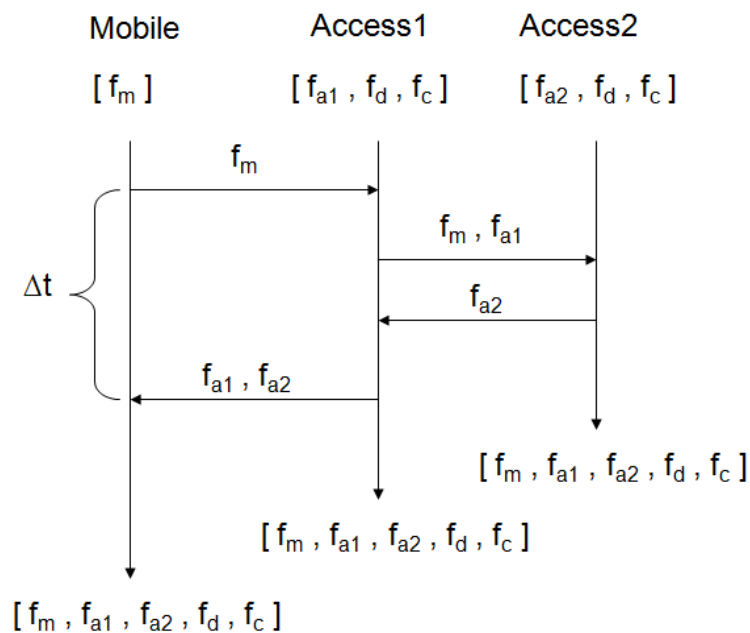 Mobile Access1 Access2
[ fm ] [ fa1 , fd , fc ] [ fa2 , fd , fc ]
fm
fm , fa1
Δt
fa2
fa1 , fa2
[ fm , fa1 , fa2 , fd , fc ]
[ fm , fa1 , fa2 , fd , fc ]
[ fm , fa1 , fa2 , fd , fc ]